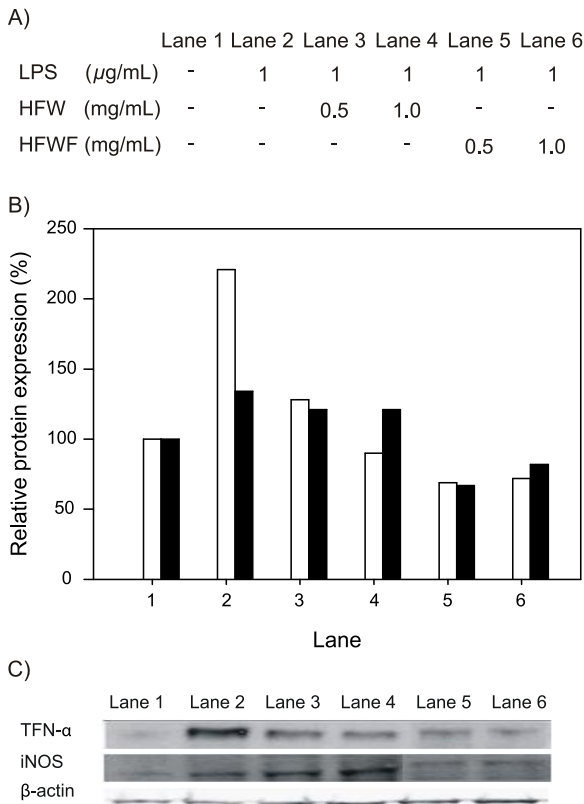 A)
Lane 1 Lane 2 Lane 3 Lane 4 Lane 5 Lane 6
LPS (µg/mL) - 1 1 1 1 1
HFW (mg/mL) - - 0.5 1.0 - -
HFWF (mg/mL) - - - - 0.5 1.0
B)
250
200
150
100
50
0
Relative protein expression (%)
1 2 3 4 5 6
Lane
C)
Lane 1 Lane 2 Lane 3 Lane 4 Lane 5 Lane 6
TFN-α
iNOS
β-actin